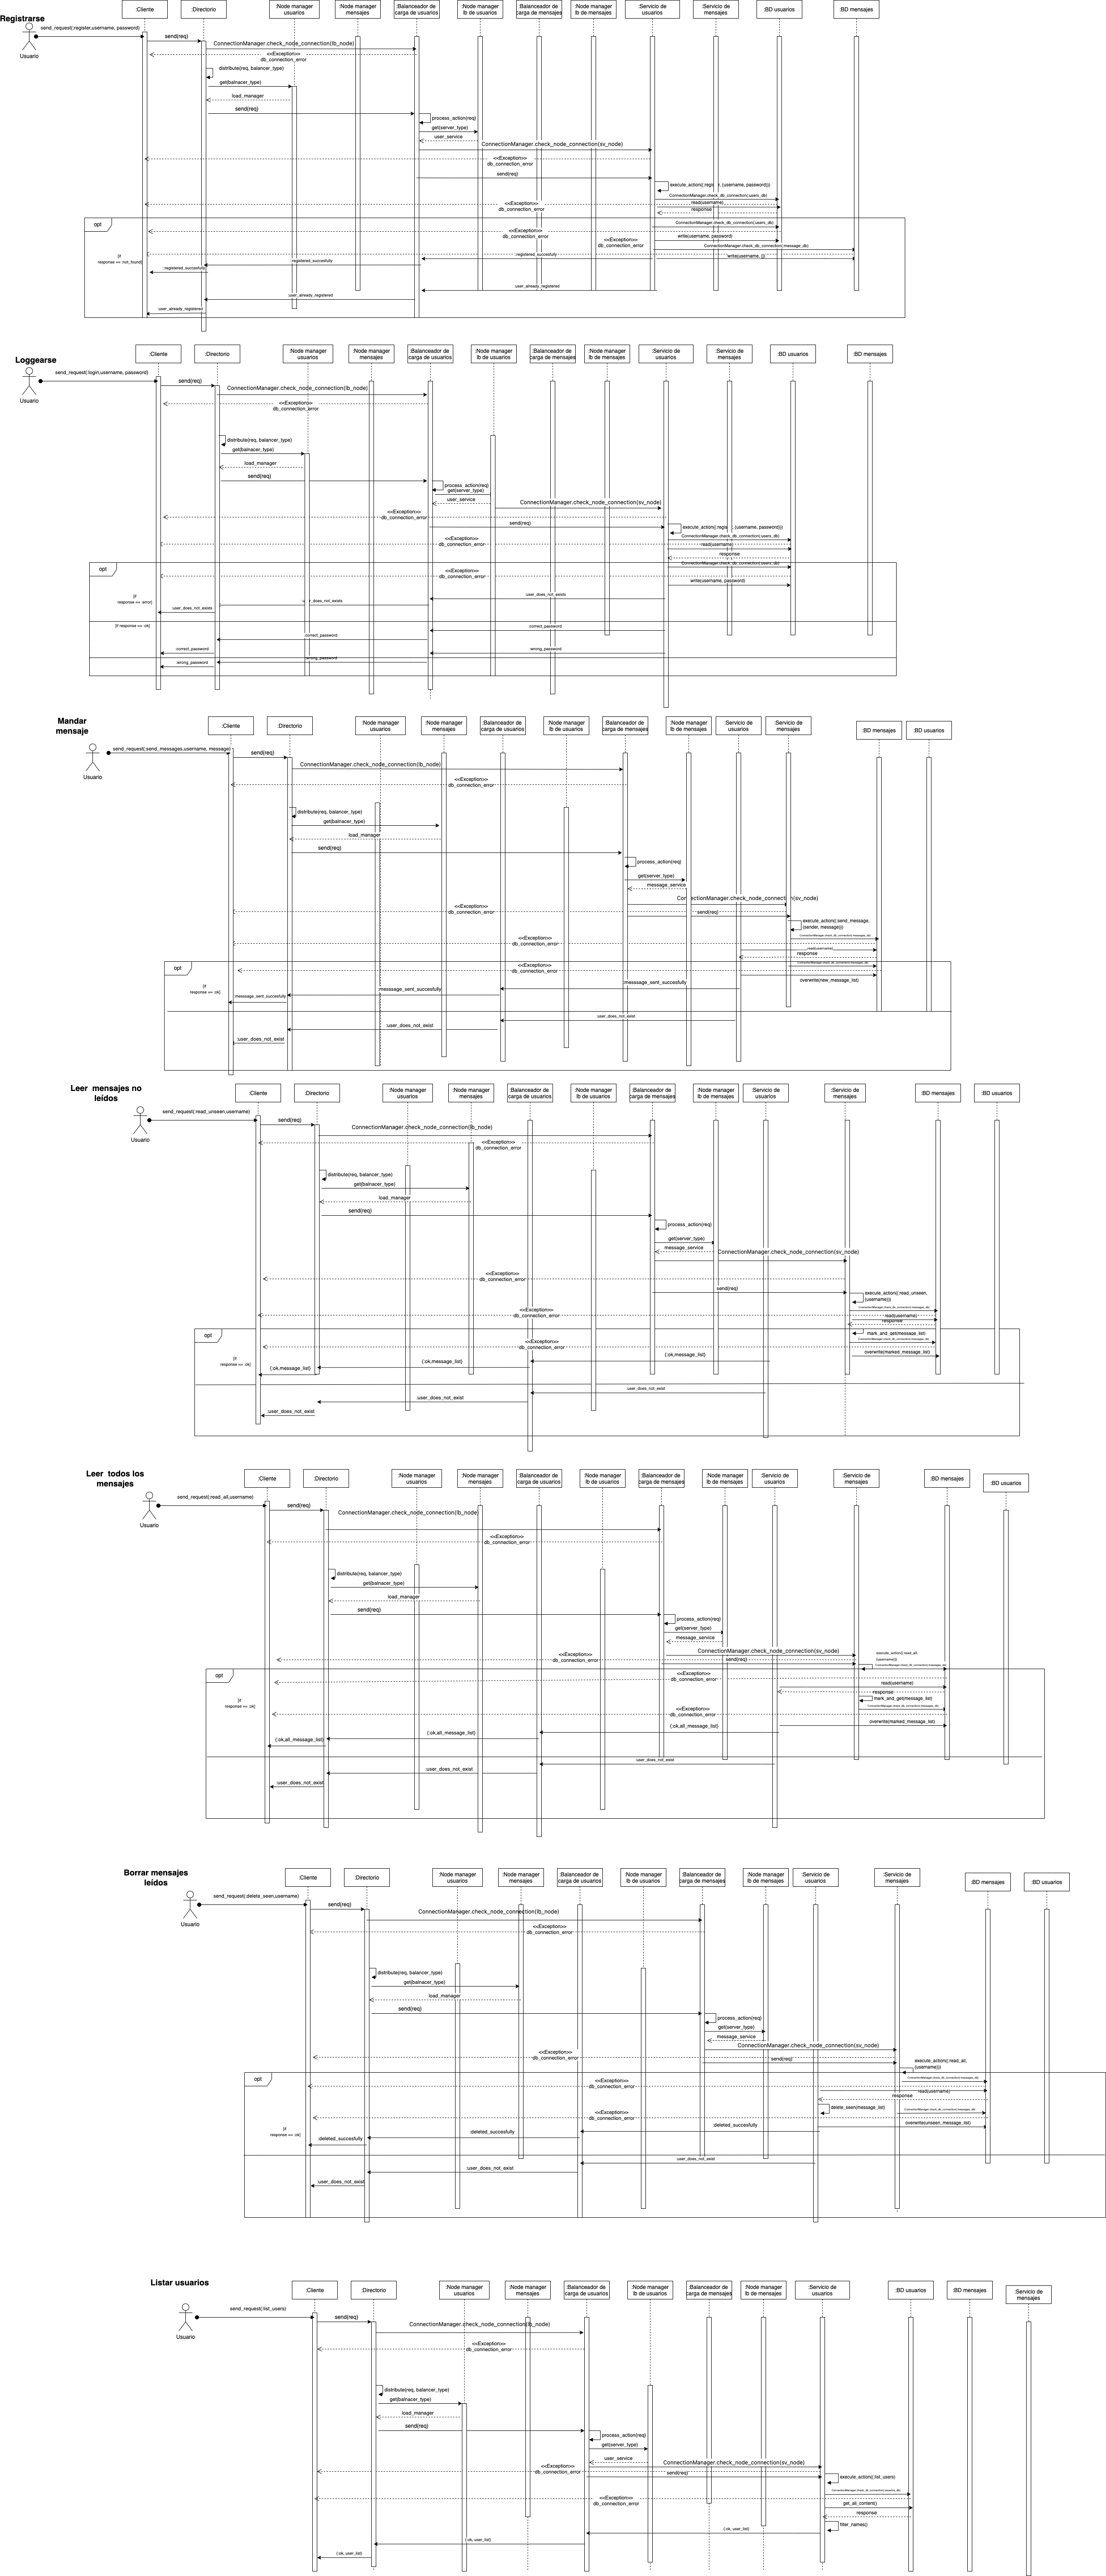 Registrarse
:Cliente
:Directorio
:Node manager
usuarios
:Node manager
mensajes
:Balanceador de
carga de usuarios
:Node manager
lb de usuarios
:Balanceador de
carga de mensajes
:Node manager
lb de mensajes
:Servicio de
usuarios
:Servicio de
mensajes
:BD usuarios
:BD mensajes
Usuario
send_request(:register,username, password)
send(req)
ConnectionManager.check_node_connection(lb_node)
<<Exception>>
db_connection_error
distribute(req, balancer_type)
get(balnacer_type)
load_manager
send(req)
process_action(req)
get(server_type)
user_service
ConnectionManager.check_node_connection(sv_node)
<<Exception>>
db_connection_error
send(req)
execute_action({:register, (username, password)})
ConnectionManager.check_db_connection(:users_db)
<<Exception>>
db_connection_error
read(username)
response
opt
[if
response == :not_found]
ConnectionManager.check_db_connection(:users_db)
<<Exception>>
db_connection_error
write(username, password)
<<Exception>>
db_connection_error
ConnectionManager.check_db_connection(:message_db)
write(username, {})
:registered_succesfully
:registered_succesfully
:registered_succesfully
:user_already_registered
:user_already_registered
:user_already_registered
Loggearse
:Cliente
:Directorio
:Node manager
usuarios
:Node manager
mensajes
:Balanceador de
carga de usuarios
:Node manager
lb de usuarios
:Balanceador de
carga de mensajes
:Node manager
lb de mensajes
:Servicio de
usuarios
:Servicio de
mensajes
:BD usuarios
:BD mensajes
Usuario
send_request(:login,username, password)
send(req)
ConnectionManager.check_node_connection(lb_node)
<<Exception>>
db_connection_error
distribute(req, balancer_type)
get(balnacer_type)
load_manager
send(req)
process_action(req)
get(server_type)
user_service
ConnectionManager.check_node_connection(sv_node)
<<Exception>>
db_connection_error
send(req)
execute_action({:register, (username, password)})
ConnectionManager.check_db_connection(:users_db)
<<Exception>>
db_connection_error
read(username)
response
opt
ConnectionManager.check_db_connection(:users_db)
<<Exception>>
db_connection_error
write(username, password)
[if
response == :error]
:user_does_not_exists
:user_does_not_exists
:user_does_not_exists
[if response == :ok]
:correct_password
:correct_password
:correct_password
:wrong_password
:wrong_password
:wrong_password
Mandar
mensaje
:Cliente
:Directorio
:Node manager
usuarios
:Node manager
mensajes
:Balanceador de
carga de usuarios
:Node manager
lb de usuarios
:Balanceador de
carga de mensajes
:Node manager
lb de mensajes
:Servicio de
usuarios
:Servicio de
mensajes
:BD mensajes
:BD usuarios
Usuario
send_request(:send_messages,username, message)
send(req)
ConnectionManager.check_node_connection(lb_node)
<<Exception>>
db_connection_error
distribute(req, balancer_type)
get(balnacer_type)
load_manager
send(req)
process_action(req)
get(server_type)
message_service
ConnectionManager.check_node_connection(sv_node)
<<Exception>>
db_connection_error
send(req)
execute_action({:send_message,
(sender, message)})
ConnectionManager.check_db_connection(:messages_db)
<<Exception>>
db_connection_error
read(username)
response
opt
ConnectionManager.check_db_connection(:messages_db)
<<Exception>>
db_connection_error
overwrite(new_message_list)
[if
response == :ok]
:message_sent_succesfully
:messsage_sent_succesfully
:messsage_sent_succesfully
:user_does_not_exist
:user_does_not_exist
:user_does_not_exist
Leer mensajes no
leídos
:Cliente
:Directorio
:Node manager
usuarios
:Node manager
mensajes
:Balanceador de
carga de usuarios
:Node manager
lb de usuarios
:Balanceador de
carga de mensajes
:Node manager
lb de mensajes
:Servicio de
usuarios
:Servicio de
mensajes
:BD mensajes
:BD usuarios
Usuario
send_request(:read_unseen,username)
send(req)
ConnectionManager.check_node_connection(lb_node)
<<Exception>>
db_connection_error
distribute(req, balancer_type)
get(balnacer_type)
load_manager
send(req)
process_action(req)
get(server_type)
message_service
ConnectionManager.check_node_connection(sv_node)
<<Exception>>
db_connection_error
send(req)
execute_action({:read_unseen,
(username)})
ConnectionManager.check_db_connection(:messages_db)
<<Exception>>
db_connection_error
read(username)
response
opt
mark_and_get(message_list)
ConnectionManager.check_db_connection(:messages_db)
<<Exception>>
db_connection_error
overwrite(marked_message_list)
[if
response == :ok]
{:ok,message_list}
{:ok,message_list}
{:ok,message_list}
:user_does_not_exist
:user_does_not_exist
:user_does_not_exist
Leer todos los
mensajes
:Cliente
:Directorio
:Node manager
usuarios
:Node manager
mensajes
:Balanceador de
carga de usuarios
:Node manager
lb de usuarios
:Balanceador de
carga de mensajes
:Node manager
lb de mensajes
:Servicio de
usuarios
:Servicio de
mensajes
:BD mensajes
:BD usuarios
Usuario
send_request(:read_all,username)
send(req)
ConnectionManager.check_node_connection(lb_node)
<<Exception>>
db_connection_error
distribute(req, balancer_type)
get(balnacer_type)
load_manager
send(req)
process_action(req)
get(server_type)
message_service
ConnectionManager.check_node_connection(sv_node)
<<Exception>>
db_connection_error
send(req)
execute_action({:read_all,
(username)})
ConnectionManager.check_db_connection(:messages_db)
opt
<<Exception>>
db_connection_error
read(username)
response
mark_and_get(message_list)
ConnectionManager.check_db_connection(:messages_db)
<<Exception>>
db_connection_error
overwrite(marked_message_list)
[if
response == :ok]
{:ok,all_message_list}
{:ok,all_message_list}
{:ok,all_message_list}
:user_does_not_exist
:user_does_not_exist
:user_does_not_exist
Borrar mensajes
leídos
:Cliente
:Directorio
:Node manager
usuarios
:Node manager
mensajes
:Balanceador de
carga de usuarios
:Node manager
lb de usuarios
:Balanceador de
carga de mensajes
:Node manager
lb de mensajes
:Servicio de
usuarios
:Servicio de
mensajes
:BD mensajes
:BD usuarios
Usuario
send_request(:delete_seen,username)
send(req)
ConnectionManager.check_node_connection(lb_node)
<<Exception>>
db_connection_error
distribute(req, balancer_type)
get(balnacer_type)
load_manager
send(req)
process_action(req)
get(server_type)
message_service
ConnectionManager.check_node_connection(sv_node)
<<Exception>>
db_connection_error
send(req)
execute_action({:read_all,
(username)})
ConnectionManager.check_db_connection(:messages_db)
opt
<<Exception>>
db_connection_error
read(username)
response
delete_seen(message_list)
ConnectionManager.check_db_connection(:messages_db)
<<Exception>>
db_connection_error
overwrite(unseen_message_list)
[if
response == :ok]
:deleted_succesfully
:deleted_succesfully
:deleted_succesfully
:user_does_not_exist
:user_does_not_exist
:user_does_not_exist
Listar usuarios
:Cliente
:Directorio
:Node manager
usuarios
:Node manager
mensajes
:Balanceador de
carga de usuarios
:Node manager
lb de usuarios
:Balanceador de
carga de mensajes
:Node manager
lb de mensajes
:Servicio de
usuarios
:BD usuarios
:BD mensajes
:Servicio de
mensajes
Usuario
send_request(:list_users)
send(req)
ConnectionManager.check_node_connection(lb_node)
<<Exception>>
db_connection_error
distribute(req, balancer_type)
get(balnacer_type)
load_manager
send(req)
process_action(req)
get(server_type)
user_service
ConnectionManager.check_node_connection(sv_node)
<<Exception>>
db_connection_error
send(req)
execute_action(:list_users)
<<Exception>>
db_connection_error
get_all_content()
response
filter_names()
{:ok, user_list}
{:ok, user_list}
{:ok, user_list}